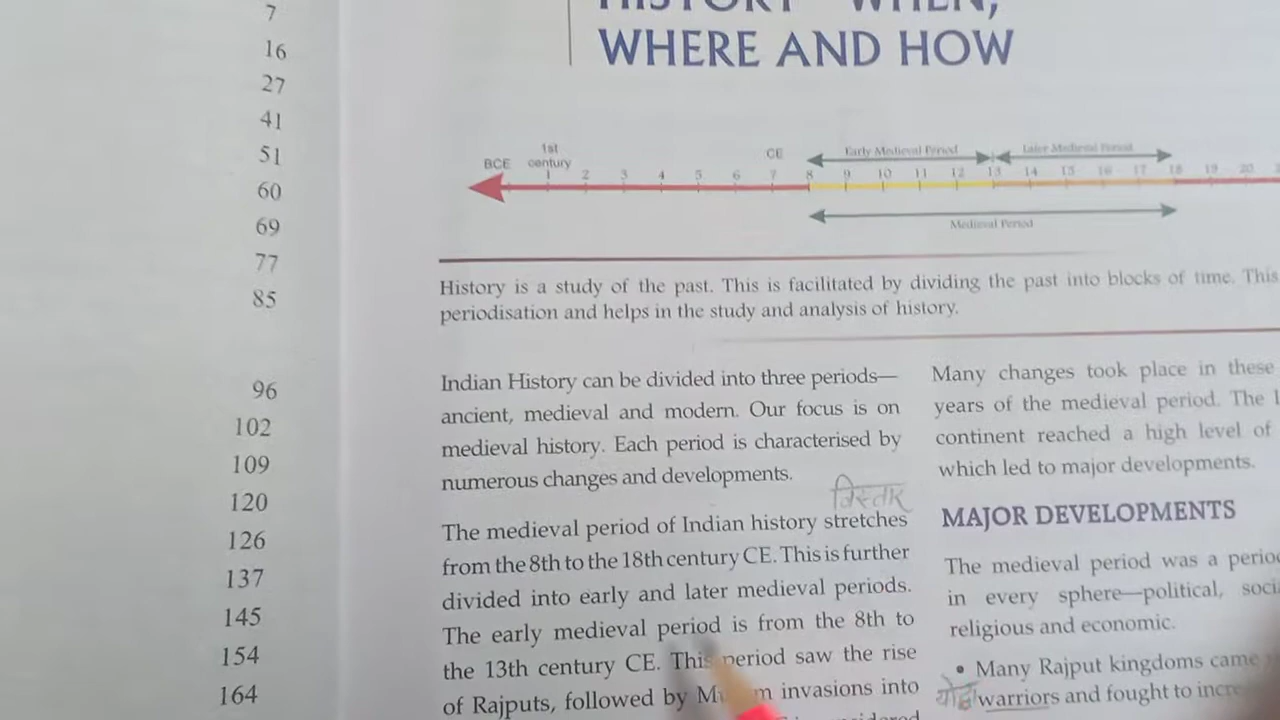 7
16
27
41
51
60
69
77
85
96
102
109
120
126
137
145
154
164
HISTORY WHEN,
WHERE AND HOW
BCE
1st
century
CE
Early Medieval Period
Later Medieval Period
1 2 3 4 5 6 7 8 9 10 11 12 13 14 15 16 17 18 19 20
Medieval Period
History is a study of the past. This is facilitated by dividing the past into blocks of time. This
periodisation and helps in the study and analysis of history.
Indian History can be divided into three periods—
ancient, medieval and modern. Our focus is on
medieval history. Each period is characterised by
numerous changes and developments.
विस्तार
The medieval period of Indian history stretches
from the 8th to the 18th century CE. This is further
divided into early and later medieval periods.
The early medieval period is from the 8th to
the 13th century CE. This period saw the rise
of Rajputs, followed by invasions into
Many changes took place in these
years of the medieval period. The
continent reached a high level of
which led to major developments.
MAJOR DEVELOPMENTS
The medieval period was a
in every sphere—political,
religious and economic.
• Many Rajput kingdoms came
warriors and fought to